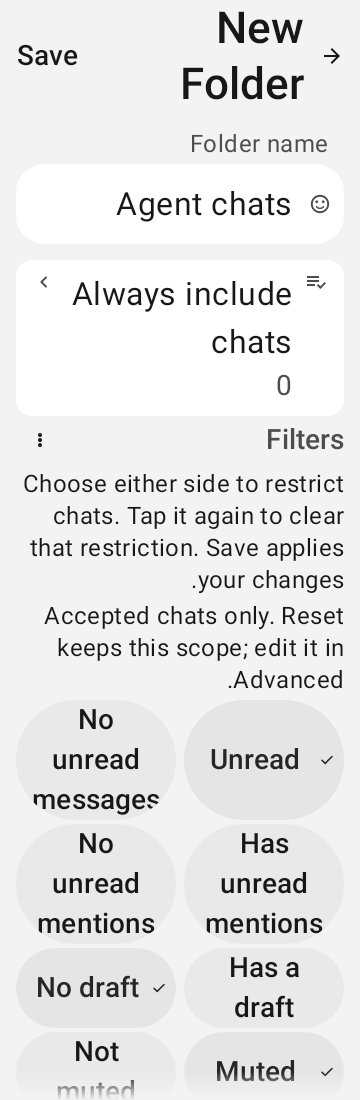 New
Folder
Save
Folder name
Agent chats
Always include
chats
0
Filters
Choose either side to restrict
chats. Tap it again to clear
that restriction. Save applies
.your changes
Accepted chats only. Reset
keeps this scope; edit it in
.Advanced
Unread
No
unread
messages
Has
unread
mentions
No
unread
mentions
Has a
draft
No draft
Muted
Not
muted